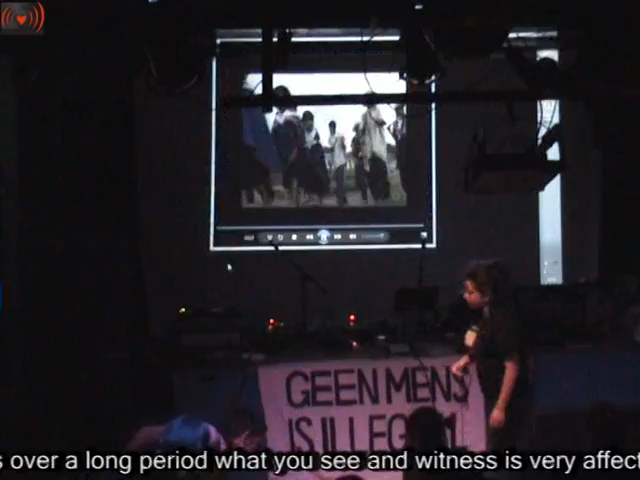 GEEN MENS
IS ILLEG
s over a long period what you see and witness is very affect